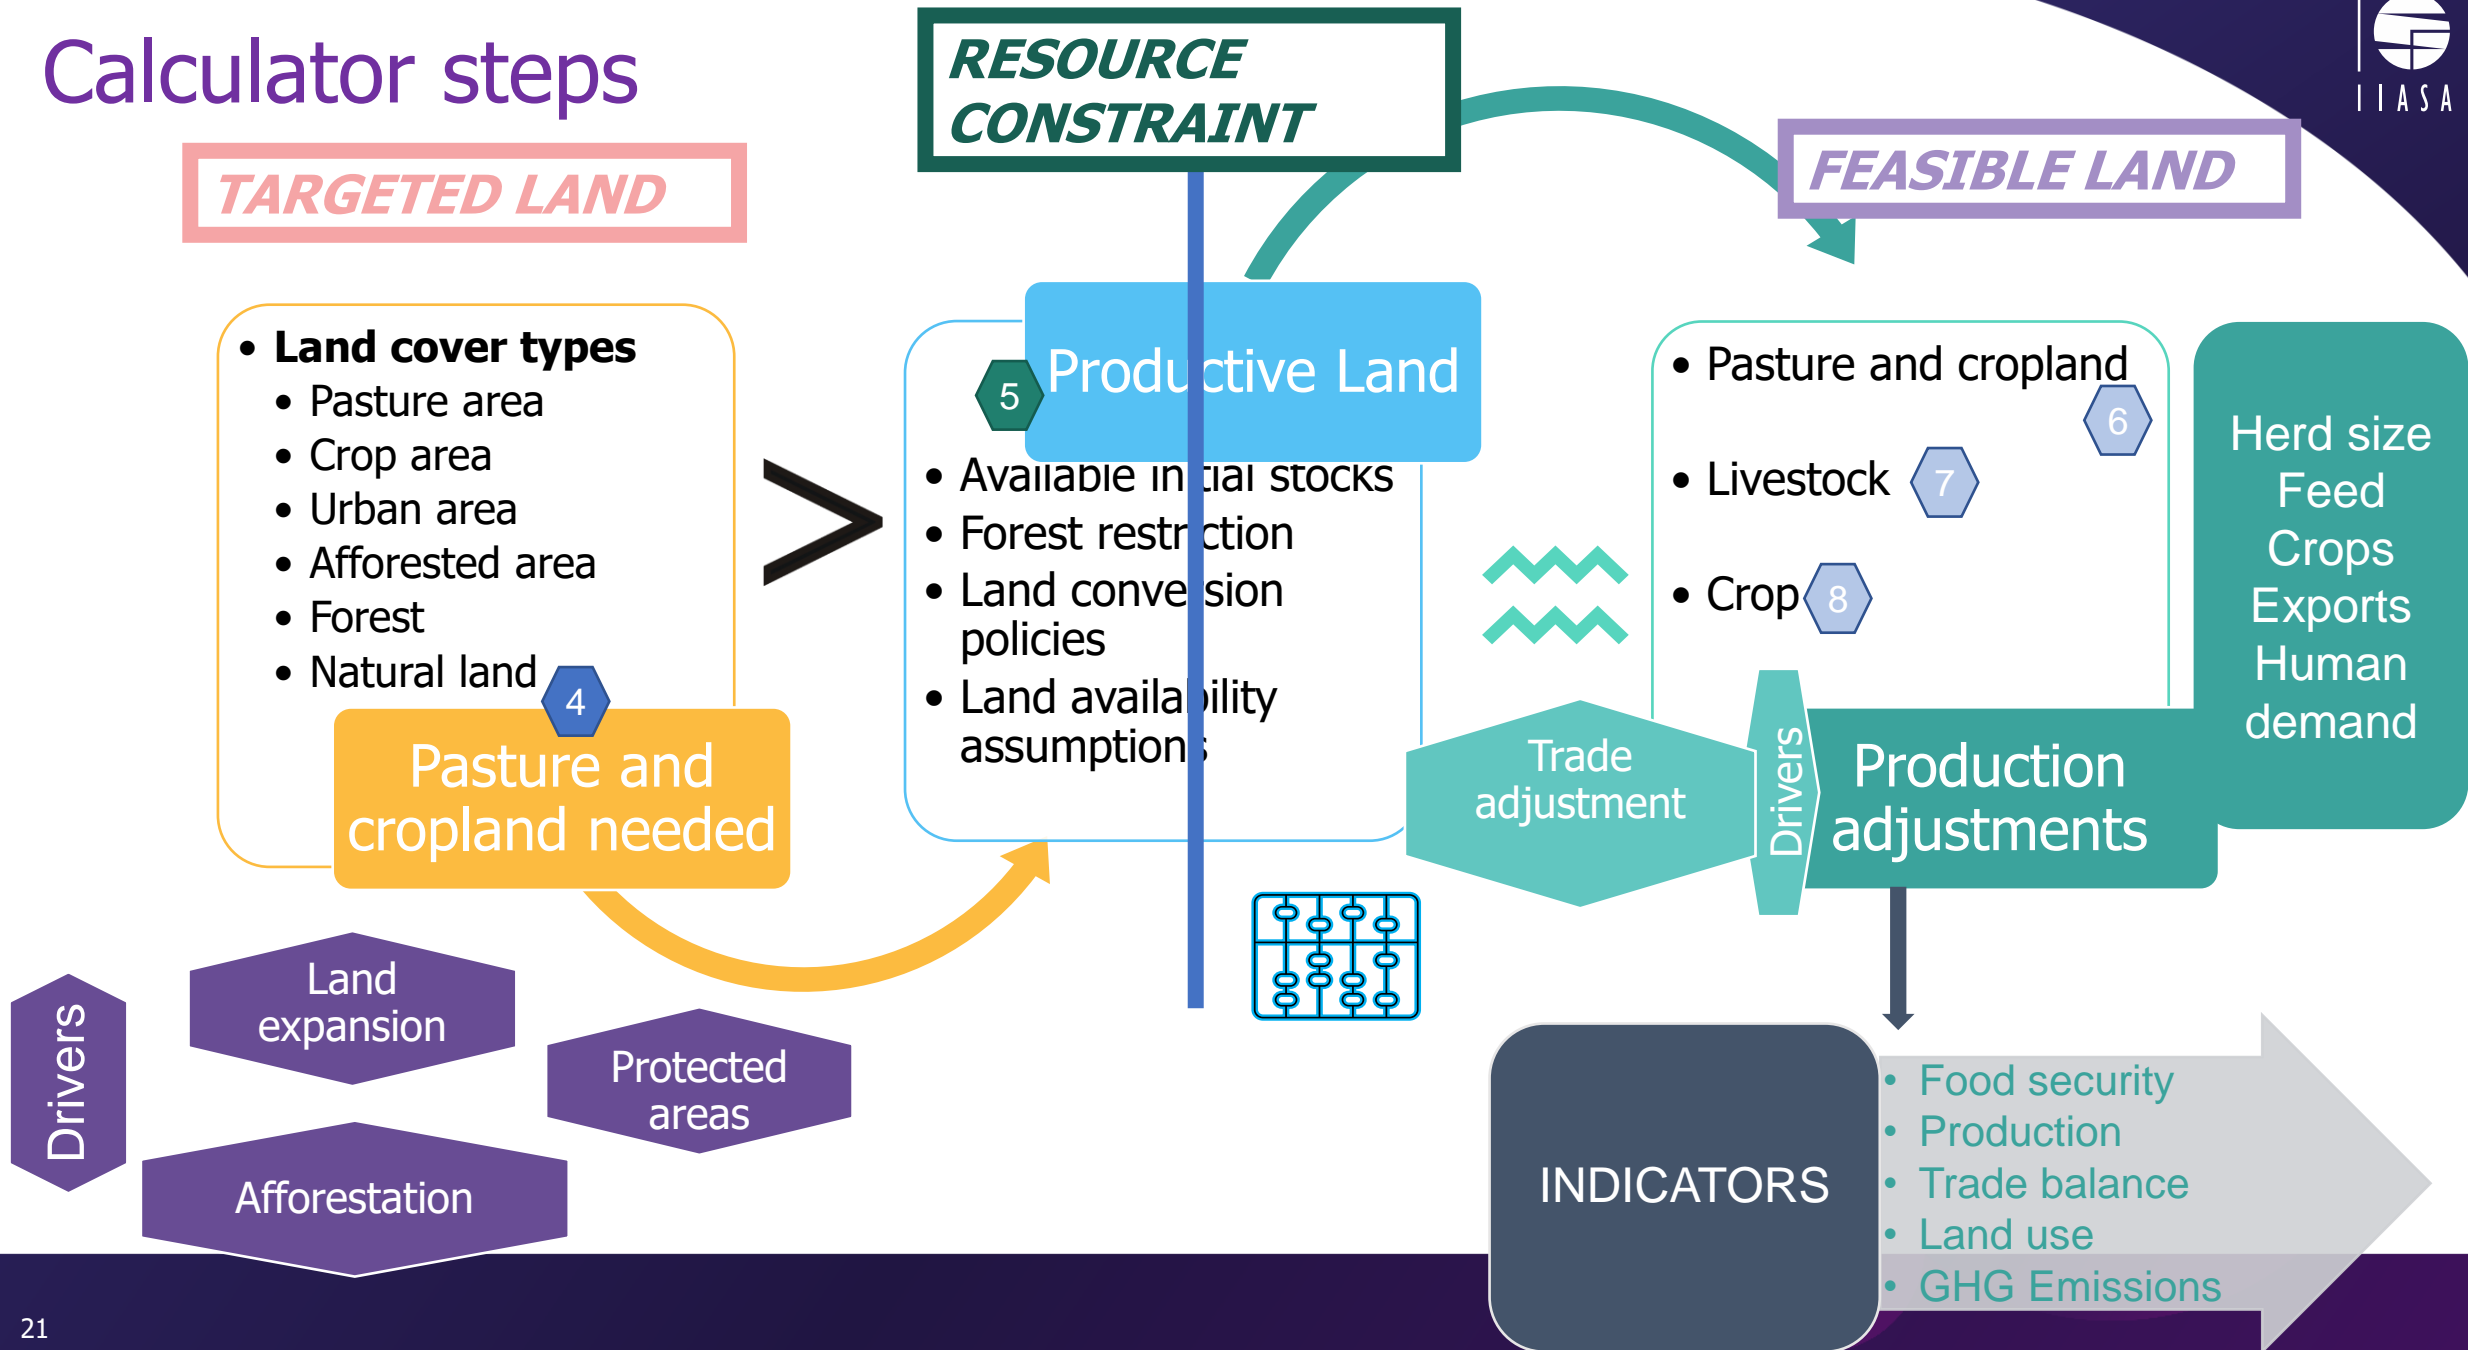 Calculator steps
RESOURCE
CONSTRAINT
IIASA
TARGETED LAND
FEASIBLE LAND
• Land cover types
• Pasture area
• Crop area
• Urban area
• Afforested area
• Forest
• Natural land
4
Pasture and
cropland needed
>
Productive Land
5
• Available initial stocks
• Forest restriction
• Land conversion
policies
• Land availability
assumptions
• Pasture and cropland
6
• Livestock
7
• Crop
8
Herd size
Feed
Crops
Exports
Human
demand
Trade
adjustment
Drivers
Production
adjustments
Drivers
Land
expansion
Protected
areas
Afforestation
INDICATORS
• Food security
• Production
• Trade balance
• Land use
• GHG Emissions
21